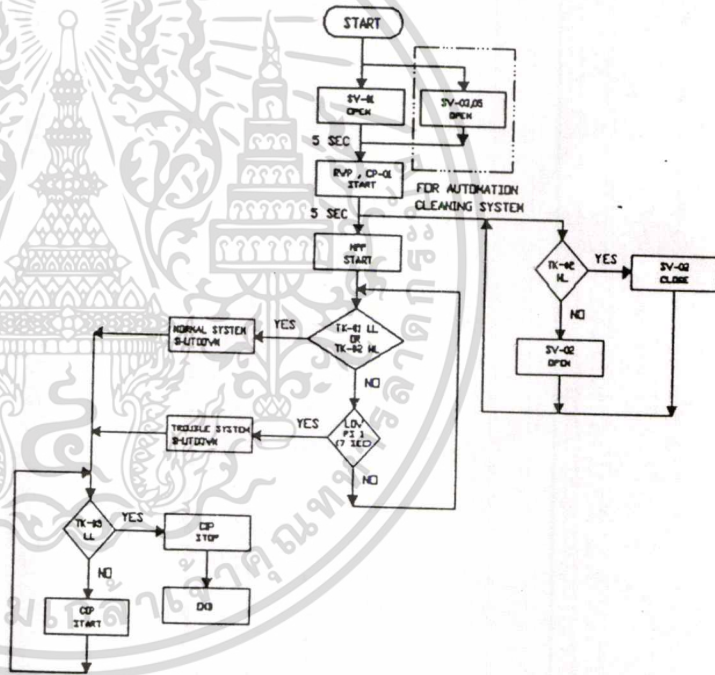 START
SV-01
OPEN
SV-03,05
OPEN
5 SEC
RWP , CP-01
START
FOR AUTOMATION
CLEANING SYSTEM
5 SEC
HPP
START
TK-02
HL
YES
SV-02
CLOSE
NO
SV-02
OPEN
TK-01 LL
OR
TK-02 HL
YES
NORMAL SYSTEM
SHUTDOWN
NO
LOW
PS 1
(7 SEC)
YES
TROUBLE SYSTEM
SHUTDOWN
NO
TK-03
LL
YES
CIP
STOP
NO
CIP
START
END